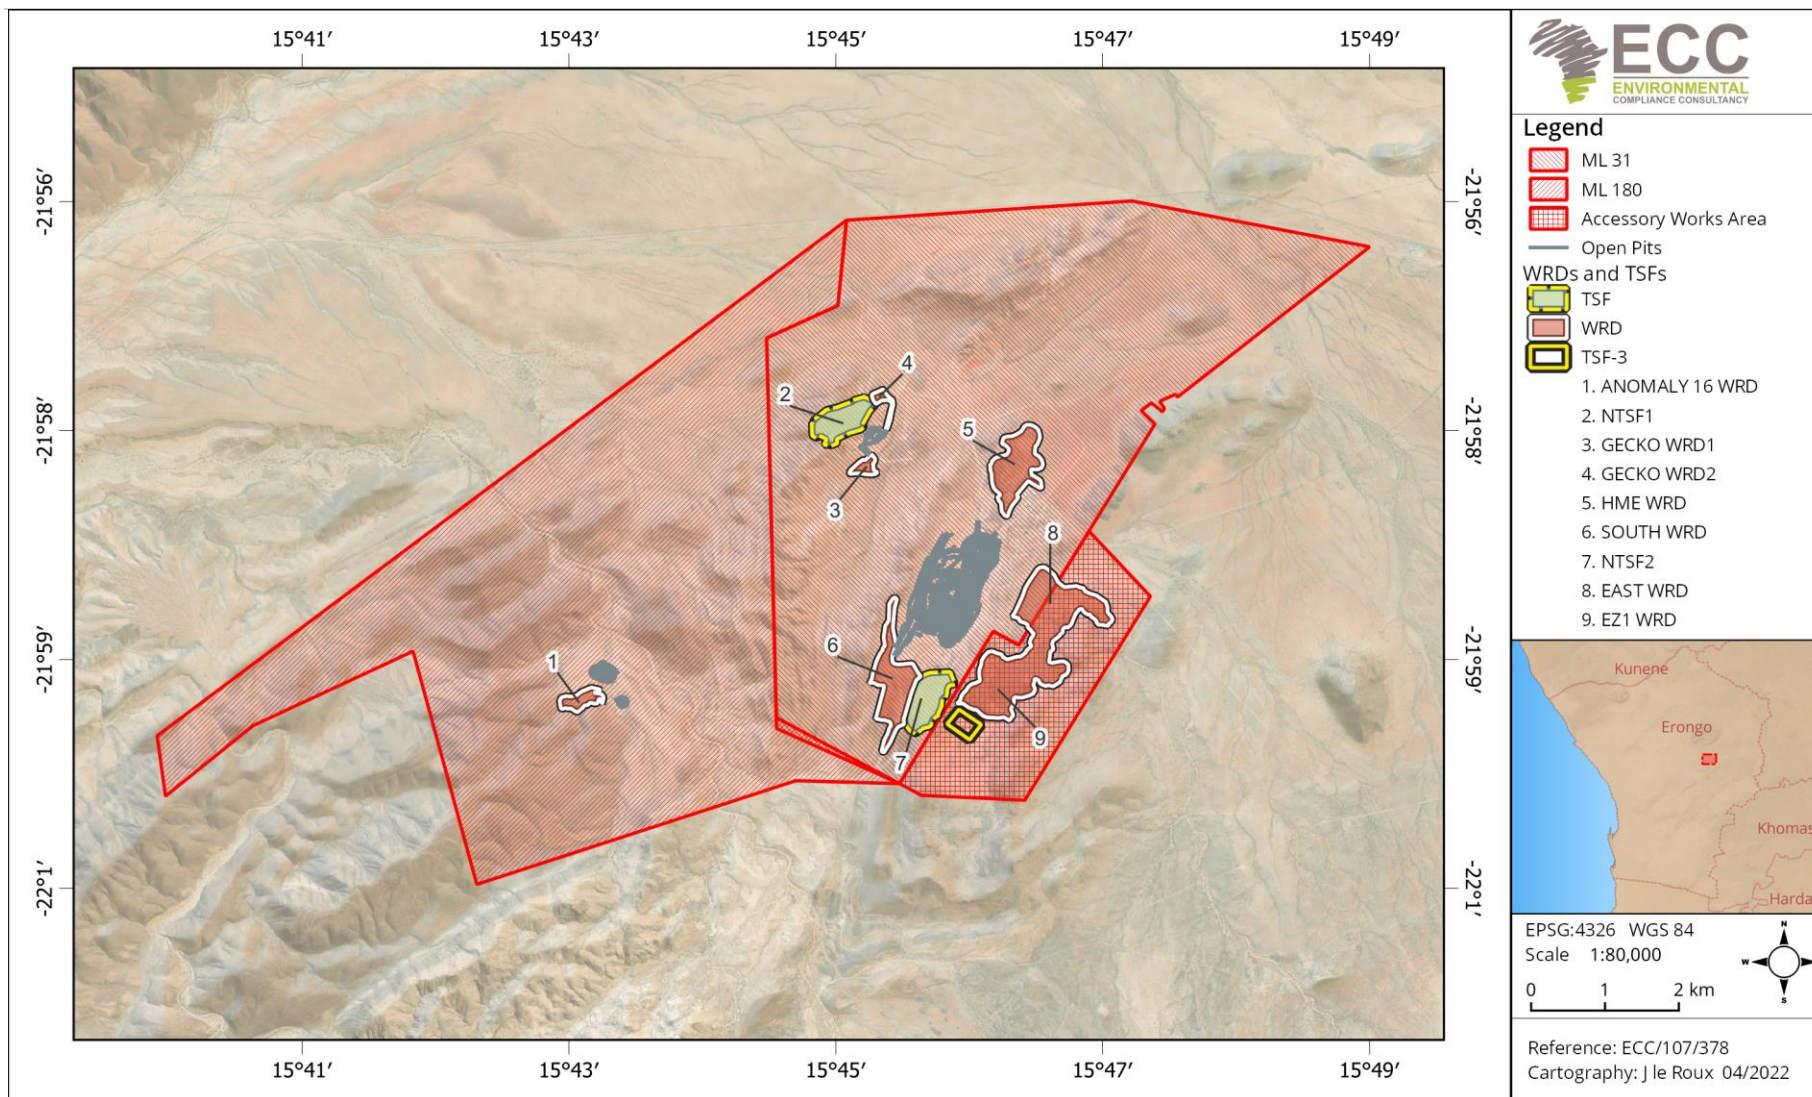 15°41′ 15°43′ 15°45′ 15°47′ 15°49′
-21°56′ -21°56′
-21°58′ -21°58′
-21°59′ -21°59′
-22°1′ -22°1′
4
2
5
3
8
1
6
7
9
15°41′ 15°43′ 15°45′ 15°47′ 15°49′
ECC
ENVIRONMENTAL
COMPLIANCE CONSULTANCY
Legend
ML 31
ML 180
Accessory Works Area
Open Pits
WRDs and TSFs
TSF
WRD
TSF-3
1. ANOMALY 16 WRD
2. NTSF1
3. GECKO WRD1
4. GECKO WRD2
5. HME WRD
6. SOUTH WRD
7. NTSF2
8. EAST WRD
9. EZ1 WRD
Kunene
Erongo
Khomas
Harda
EPSG:4326 WGS 84
Scale 1:80,000
0 1 2 km
N
W
S
Reference: ECC/107/378
Cartography: J le Roux 04/2022